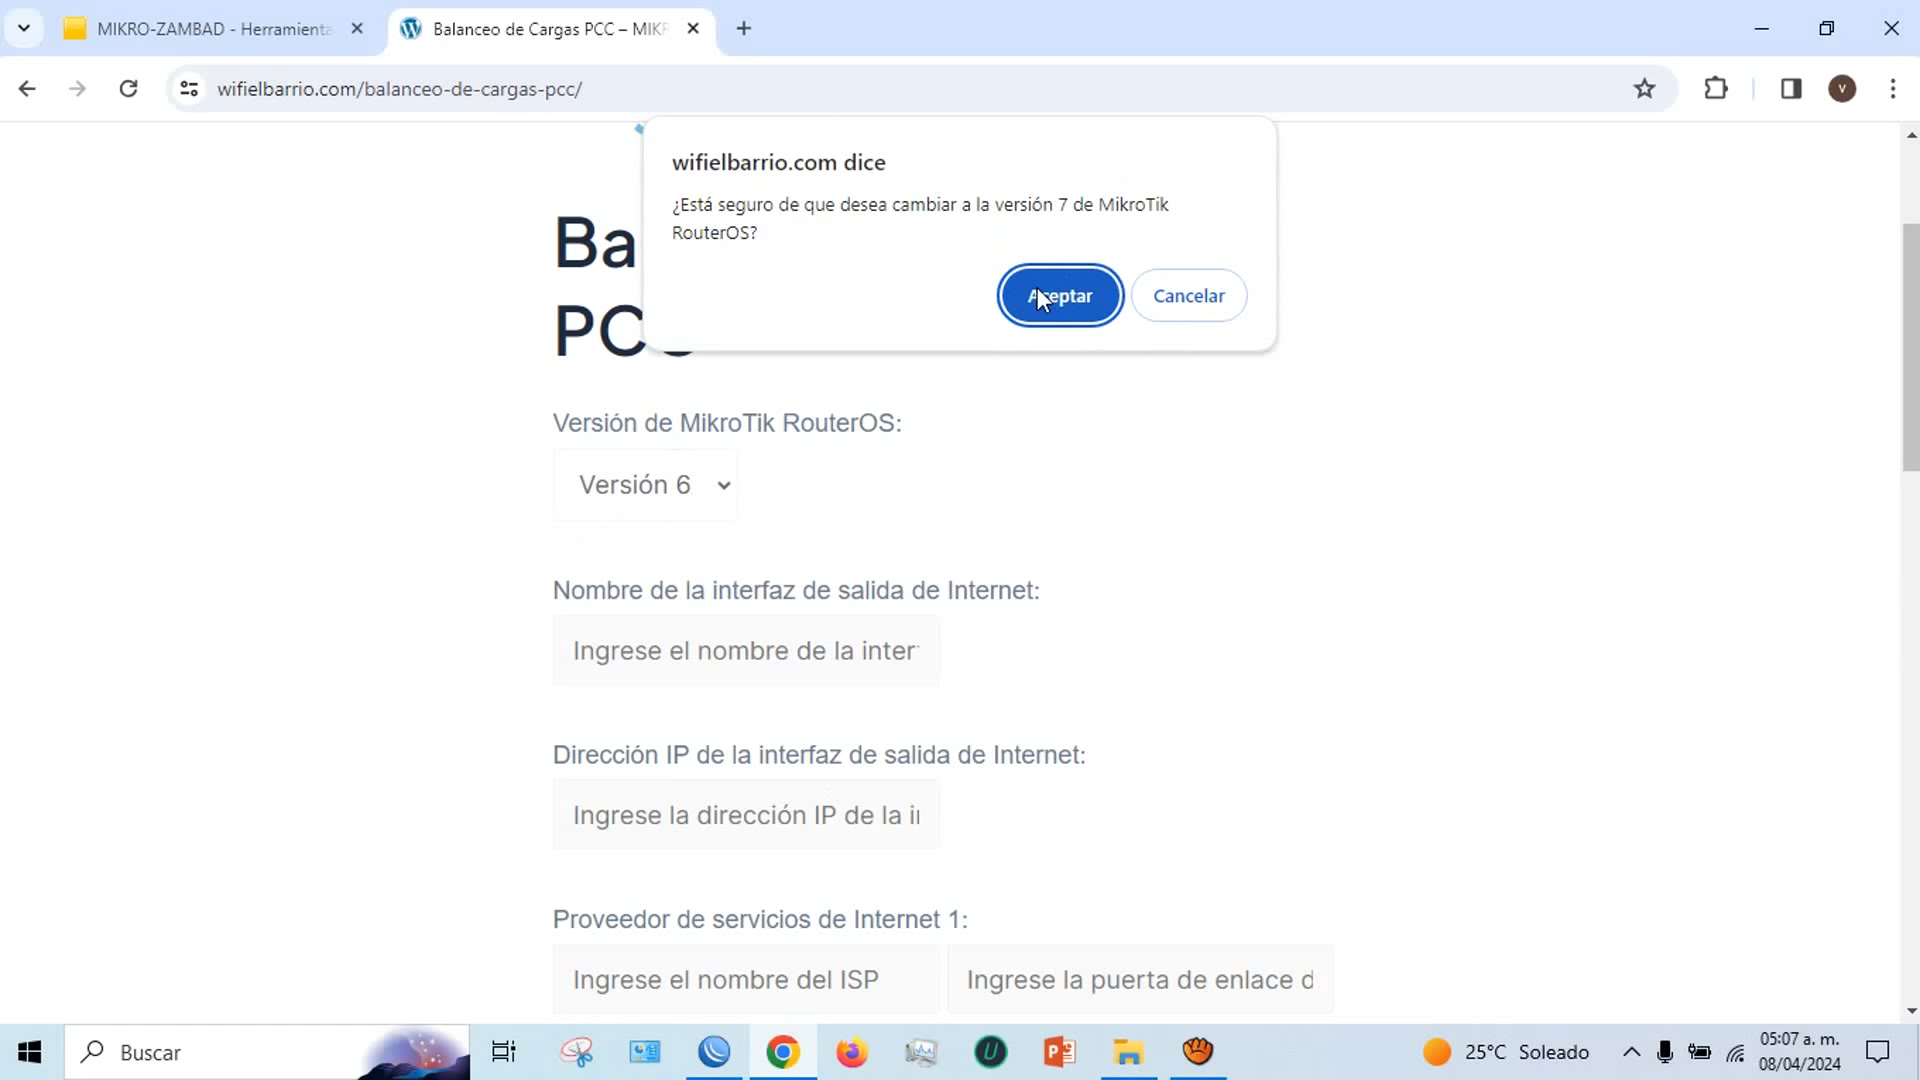 MIKRO-ZAMBAD - Herramienta
Balanceo de Cargas PCC – MIKR
wifielbarrio.com/balanceo-de-cargas-pcc/
V
wifielbarrio.com dice
¿Está seguro de que desea cambiar a la versión 7 de MikroTik
RouterOS?
Aceptar
Cancelar
Ba
PCC
Versión de MikroTik RouterOS:
Versión 6
Nombre de la interfaz de salida de Internet:
Ingrese el nombre de la inter
Dirección IP de la interfaz de salida de Internet:
Ingrese la dirección IP de la i
Proveedor de servicios de Internet 1:
Ingrese el nombre del ISP
Ingrese la puerta de enlace d
Buscar
25°C Soleado
05:07 a. m.
08/04/2024